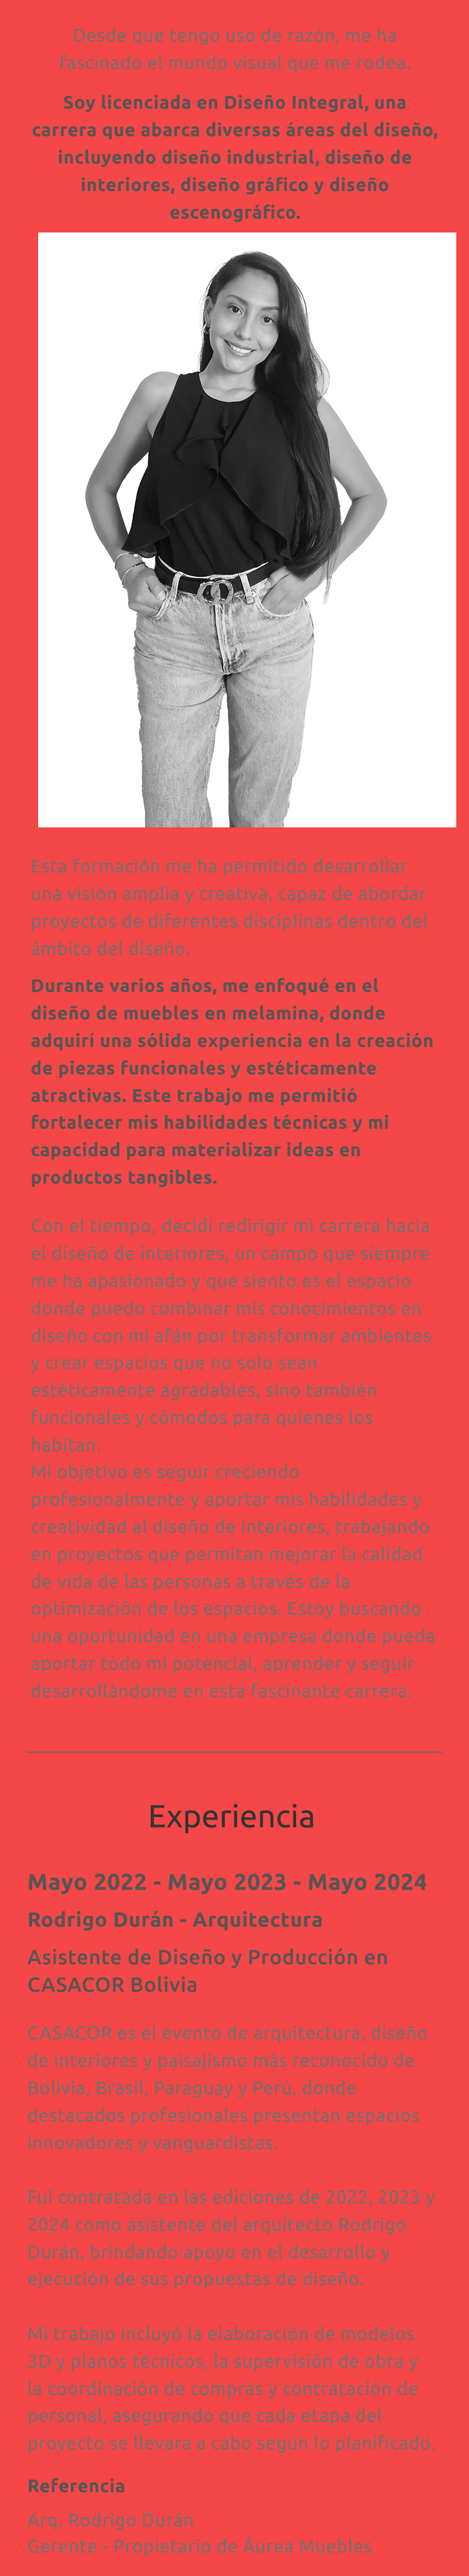 Desde que tengo uso de razón, me ha
fascinado el mundo visual que me rodea.
Soy licenciada en Diseño Integral, una
carrera que abarca diversas áreas del diseño,
incluyendo diseño industrial, diseño de
interiores, diseño gráfico y diseño
escenográfico.
Esta formación me ha permitido desarrollar
una visión amplia y creativa, capaz de abordar
proyectos de diferentes disciplinas dentro del
ámbito del diseño.
Durante varios años, me enfoqué en el
diseño de muebles en melamina, donde
adquirí una sólida experiencia en la creación
de piezas funcionales y estéticamente
atractivas. Este trabajo me permitió
fortalecer mis habilidades técnicas y mi
capacidad para materializar ideas en
productos tangibles.
Con el tiempo, decidí redirigir mi carrera hacia
el diseño de interiores, un campo que siempre
me ha apasionado y que siento es el espacio
donde puedo combinar mis conocimientos en
diseño con mi afán por transformar ambientes
y crear espacios que no solo sean
estéticamente agradables, sino también
funcionales y cómodos para quienes los
habitan.
Mi objetivo es seguir creciendo
profesionalmente y aportar mis habilidades y
creatividad al diseño de interiores, trabajando
en proyectos que permitan mejorar la calidad
de vida de las personas a través de la
optimización de los espacios. Estoy buscando
una oportunidad en una empresa donde pueda
aportar todo mi potencial, aprender y seguir
desarrollándome en esta fascinante carrera.
Experiencia
Mayo 2022 - Mayo 2023 - Mayo 2024
Rodrigo Durán - Arquitectura
Asistente de Diseño y Producción en
CASACOR Bolivia
CASACOR es el evento de arquitectura, diseño
de interiores y paisajismo más reconocido de
Bolivia, Brasil, Paraguay y Perú, donde
destacados profesionales presentan espacios
innovadores y vanguardistas.
Fui contratada en las ediciones de 2022, 2023 y
2024 como asistente del arquitecto Rodrigo
Durán, brindando apoyo en el desarrollo y
ejecución de sus propuestas de diseño.
Mi trabajo incluyó la elaboración de modelos
3D y planos técnicos, la supervisión de obra y
la coordinación de compras y contratación de
personal, asegurando que cada etapa del
proyecto se llevara a cabo según lo planificado.
Referencia
Arq. Rodrigo Durán
Gerente - Propietario de Áurea Muebles